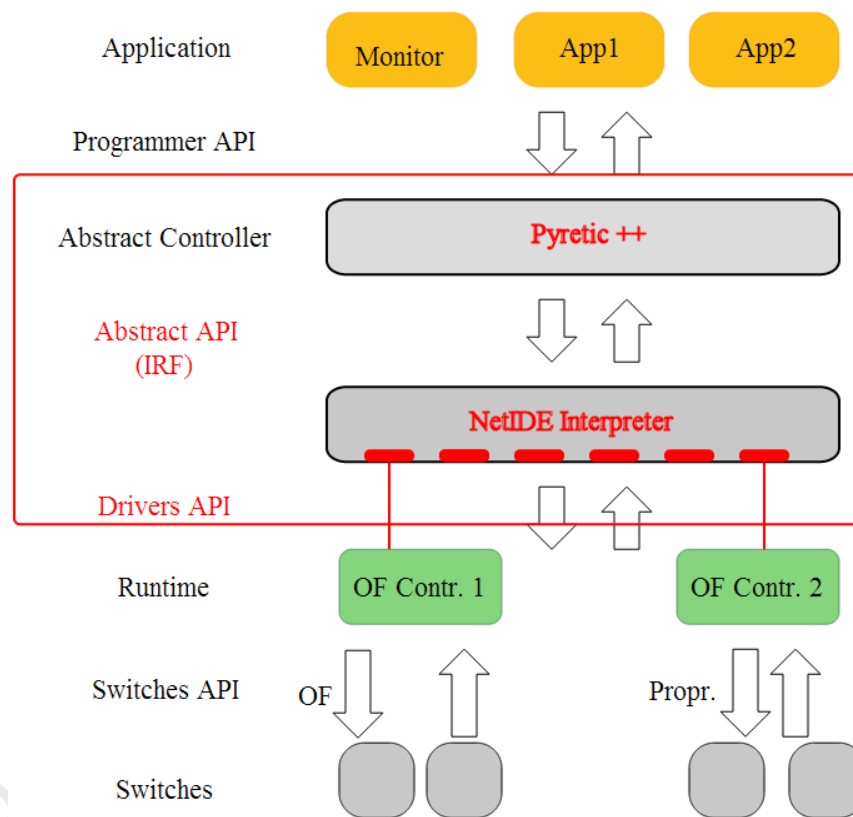 Application
Monitor
App1
App2
Programmer API
Abstract Controller
Pyretic ++
Abstract API
(IRF)
NetIDE Interpreter
Drivers API
Runtime
OF Contr. 1
OF Contr. 2
Switches API
OF
Propr.
Switches